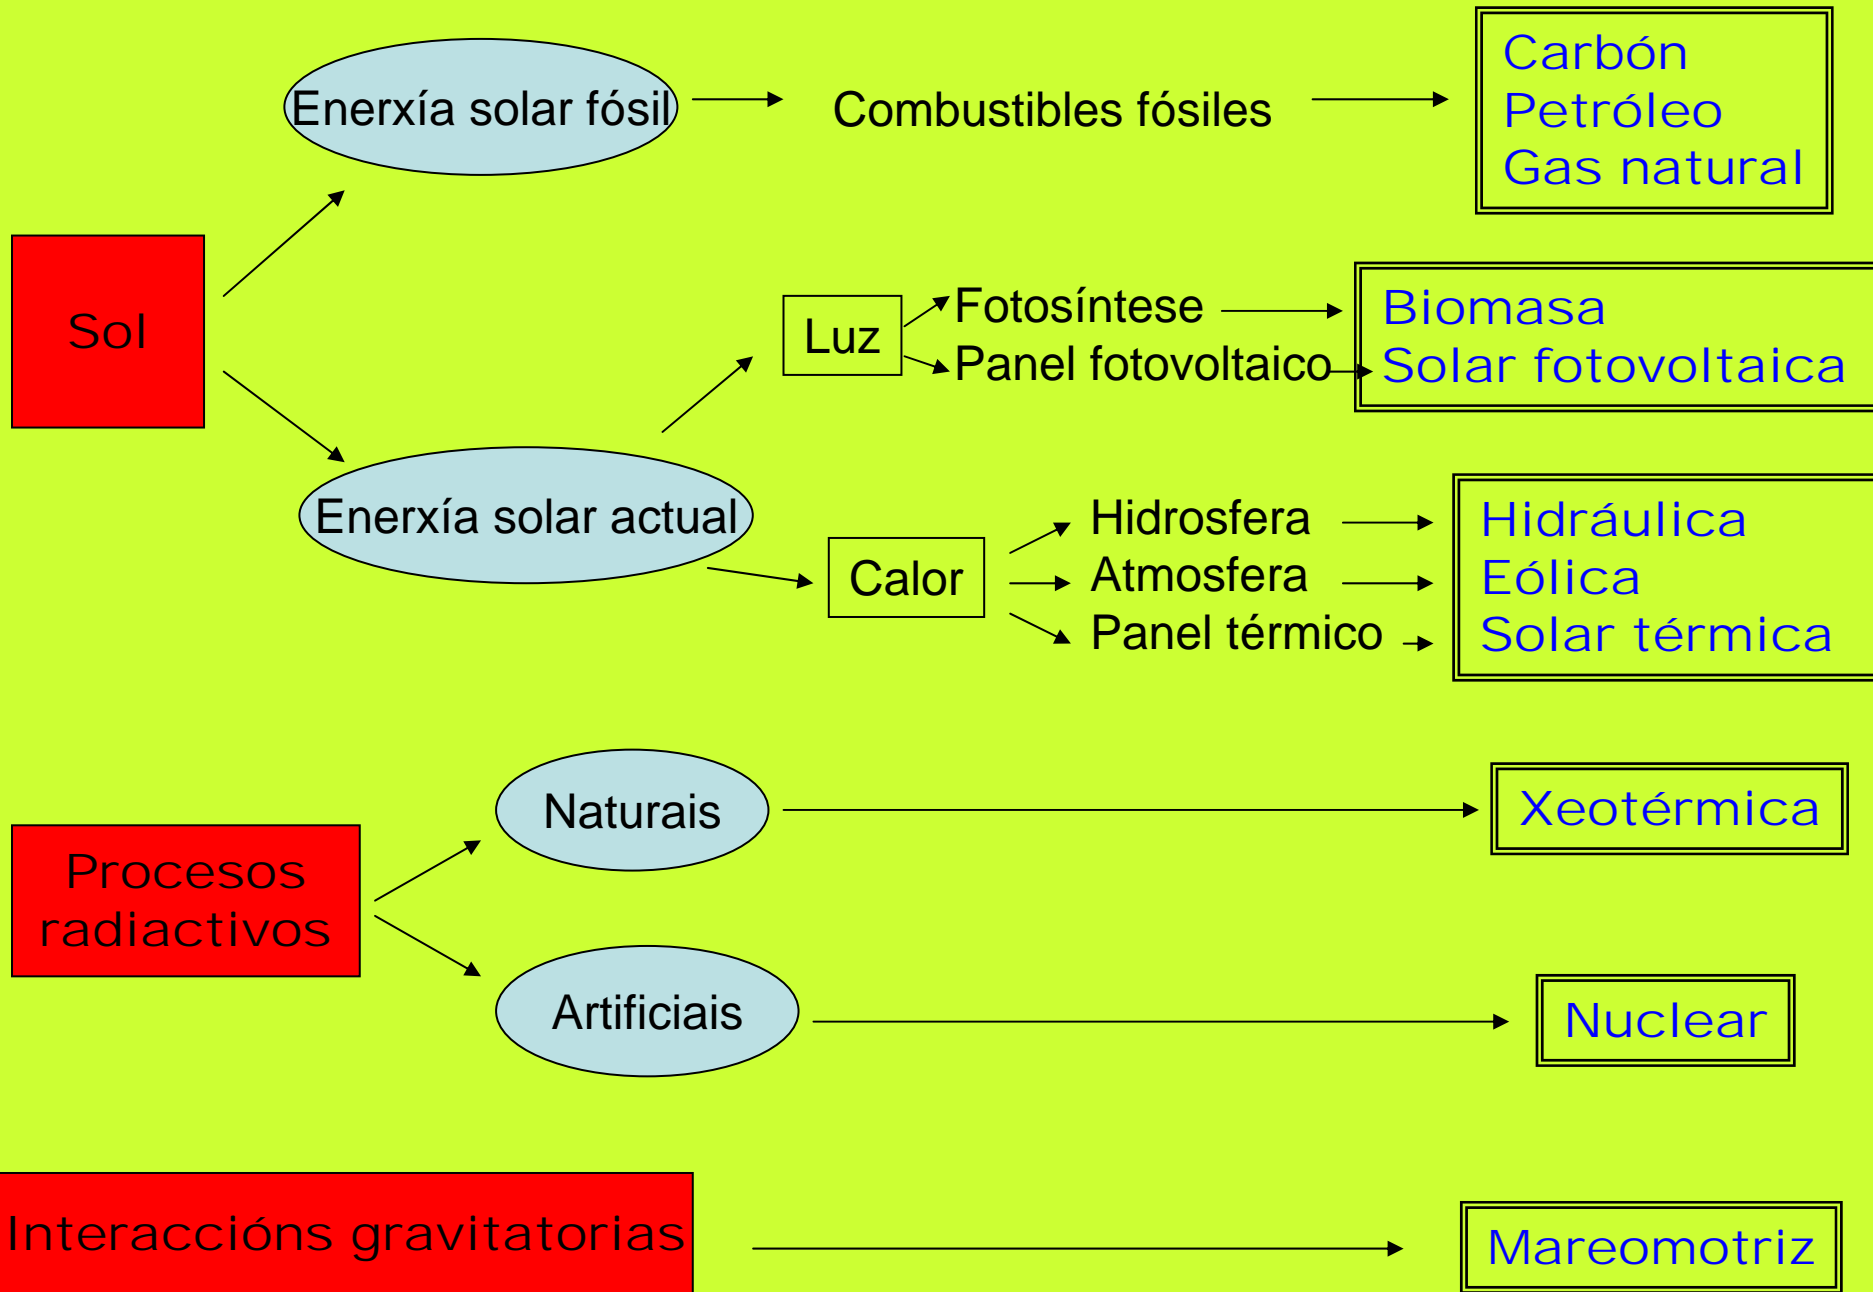 Enerxía solar fósil
Combustibles fósiles
Carbón
Petróleo
Gas natural
Sol
Luz
Fotosíntese
Panel fotovoltaico
Biomasa
Solar fotovoltaica
Enerxía solar actual
Calor
Hidrosfera
Atmosfera
Panel térmico
Hidráulica
Eólica
Solar térmica
Procesos
radiactivos
Naturais
Xeotérmica
Artificiais
Nuclear
Interaccións gravitatorias
Mareomotriz